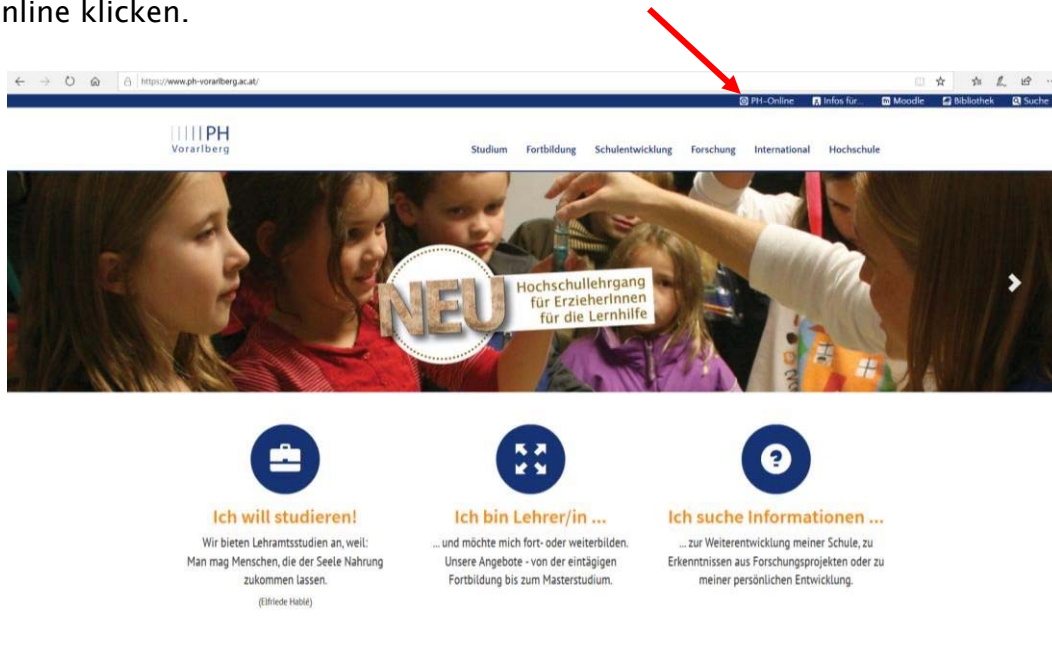 nline klicken.
https://www.ph-vorarlberg.ac.at/
PH-Online Infos für... Moodle Bibliothek Suche
PH
Vorarlberg
Studium Fortbildung Schulentwicklung Forschung International Hochschule
NEU
Hochschullehrgang
für ErzieherInnen
für die Lernhilfe
Ich will studieren!
Wir bieten Lehramtsstudien an, weil:
Man mag Menschen, die der Seele Nahrung
zukommen lassen.
(Elfriede Hablé)
Ich bin Lehrer/in ...
... und möchte mich fort- oder weiterbilden.
Unsere Angebote - von der eintägigen
Fortbildung bis zum Masterstudium.
Ich suche Informationen ...
... zur Weiterentwicklung meiner Schule, zu
Erkenntnissen aus Forschungsprojekten oder zu
meiner persönlichen Entwicklung.